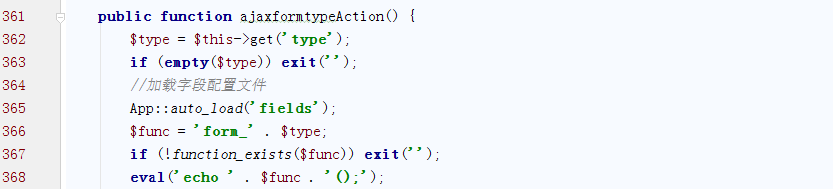 361 public function ajaxformtypeAction() {
362 $type = $this->get('type');
363 if (empty($type)) exit('');
364 //加载字段配置文件
365 App::auto_load('fields');
366 $func = 'form_' . $type;
367 if (!function_exists($func)) exit('');
368 eval('echo ' . $func . '();');